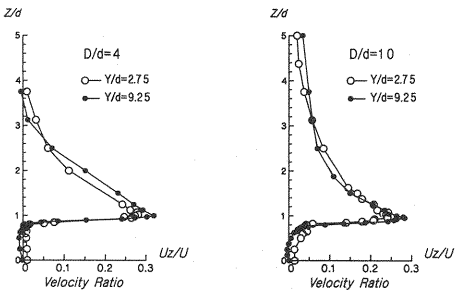 Z/d
5
D/d=4
4
Y/d=2.75
Y/d=9.25
3
2
1
0
0
0.1
0.2
0.3
Uz/U
Velocity Ratio
Z/d
5
D/d=10
4
Y/d=2.75
Y/d=9.25
3
2
1
0
0
0.1
0.2
0.3
Uz/U
Velocity Ratio